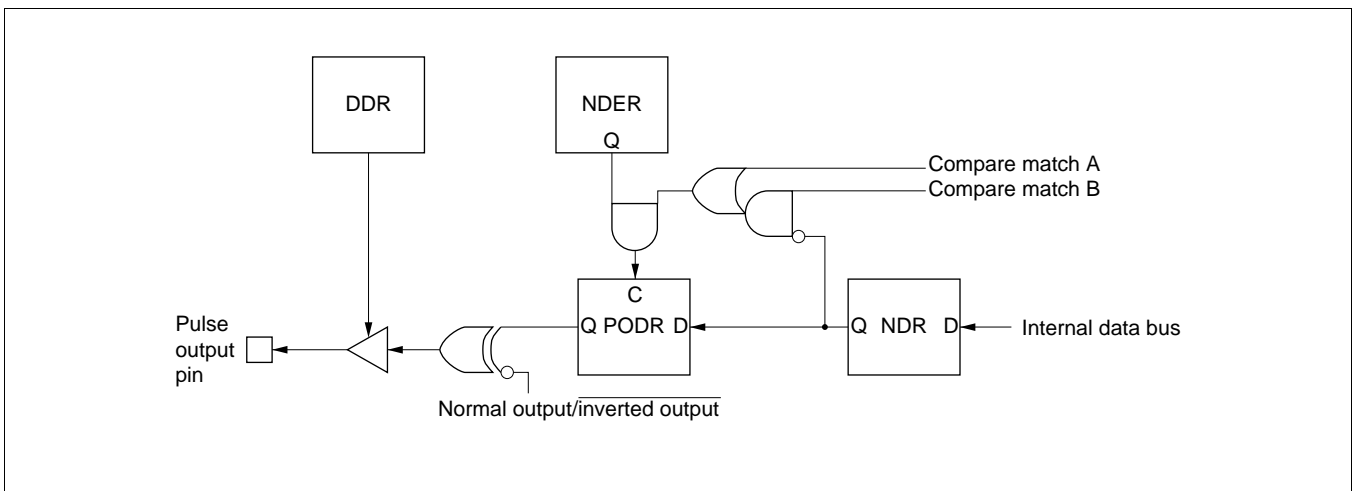 DDR
NDER
Q
Compare match A
Compare match B
C
Q PODR D
Q NDR D
Internal data bus
Pulse
output
pin
Normal output/inverted output